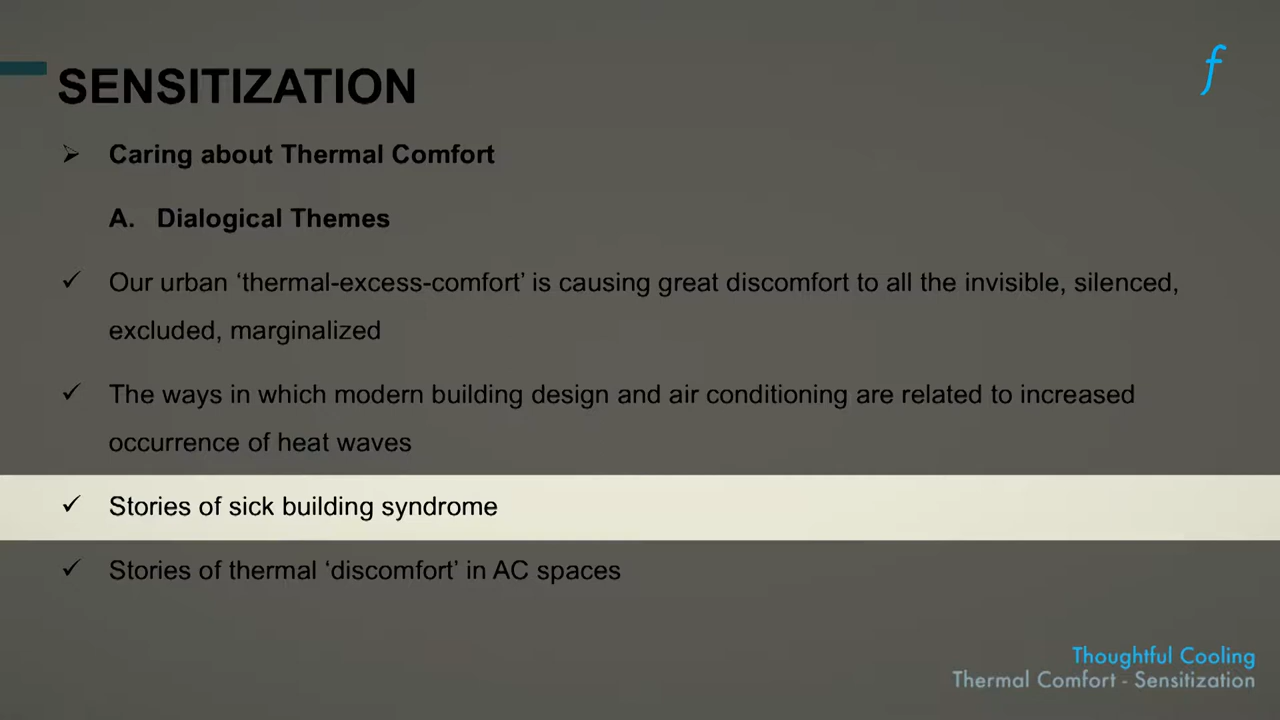 SENSITIZATION
f
➢ Caring about Thermal Comfort
A. Dialogical Themes
✓ Our urban ‘thermal-excess-comfort’ is causing great discomfort to all the invisible, silenced,
excluded, marginalized
✓ The ways in which modern building design and air conditioning are related to increased
occurrence of heat waves
✓ Stories of sick building syndrome
✓ Stories of thermal ‘discomfort’ in AC spaces
Thoughtful Cooling
Thermal Comfort - Sensitization